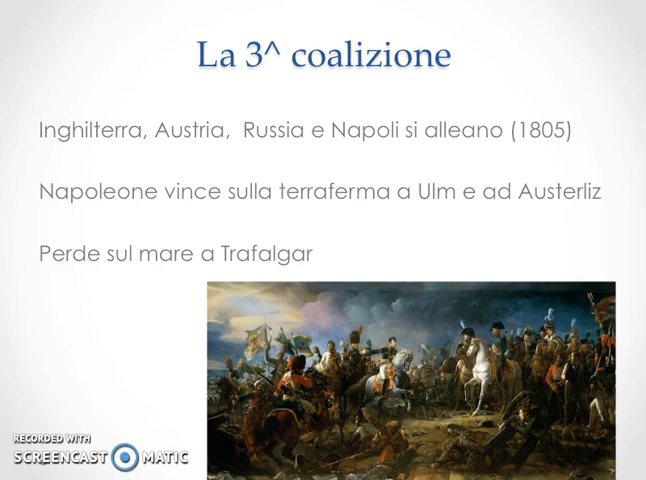 La 3^ coalizione
Inghilterra, Austria, Russia e Napoli si alleano (1805)
Napoleone vince sulla terraferma a Ulm e ad Austerliz
Perde sul mare a Trafalgar
RECORDED WITH
SCREENCAST MATIC